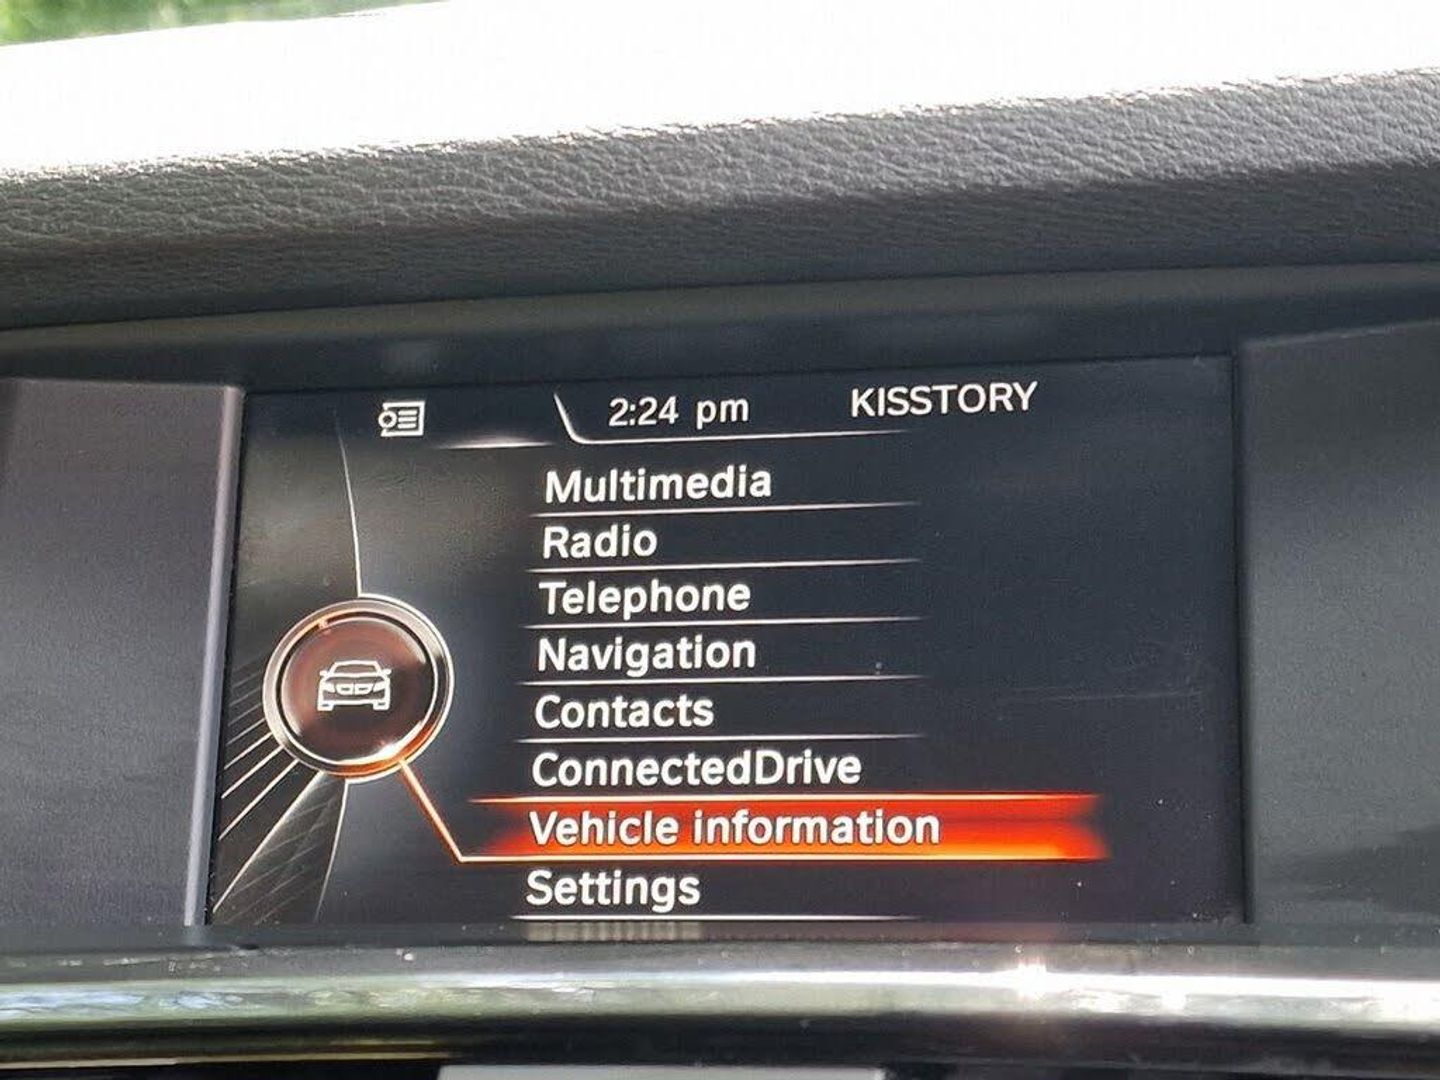 2:24 pm KISSTORY
Multimedia
Radio
Telephone
Navigation
Contacts
ConnectedDrive
Vehicle information
Settings